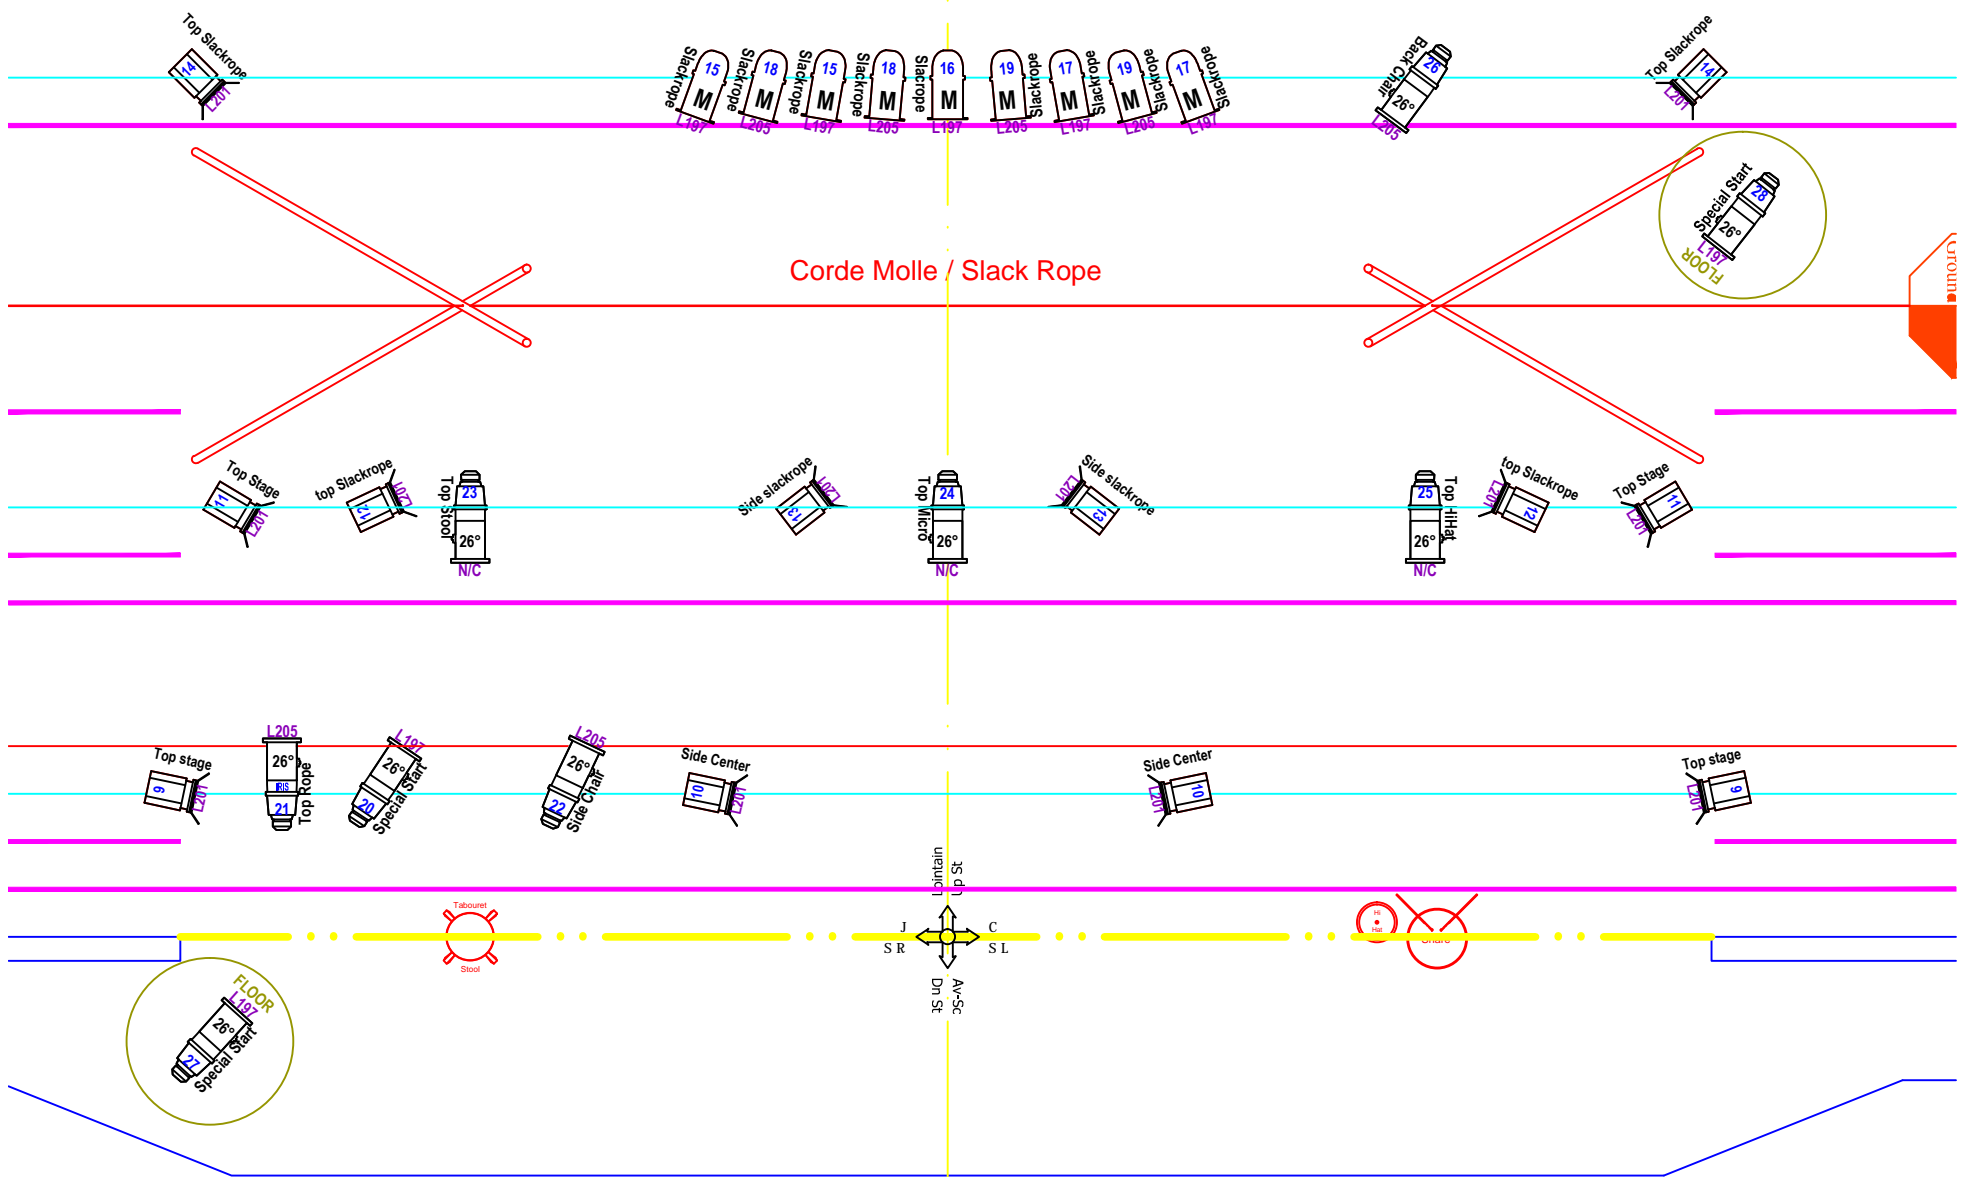 Top Slackrope
14
L201
Slackrope
15
M
L197
Slackrope
18
M
L205
Slackrope
15
M
L197
Slackrope
18
M
L205
Slackrope
16
M
L197
19
M
Slackrope
L205
17
M
Slackrope
L197
19
M
Slackrope
L205
17
M
Slackrope
L197
Back Chair
26
26°
L205
Top Slackrope
14
L201
Special Start
28
26°
L197
FLOOR
Corde Molle / Slack Rope
Top Stage
11
L201
top Slackrope
12
L201
Top Stool
23
26°
N/C
Side slackrope
13
L201
Top Micro
24
26°
N/C
Side slackrope
13
L201
Top HiHat
25
26°
N/C
top Slackrope
12
L201
Top Stage
11
L201
Top stage
9
L201
L205
26°
IRIS
21
Top Rope
L197
26°
20
Special Start
L205
26°
22
Side Chair
Side Center
10
L201
Side Center
10
L201
Top stage
9
L201
Lointain
Up St
J
C
S R
S L
Dn St
Av-Sc
Tabouret
Stool
Hi
Hat
FLOOR
L197
26°
27
Special Start